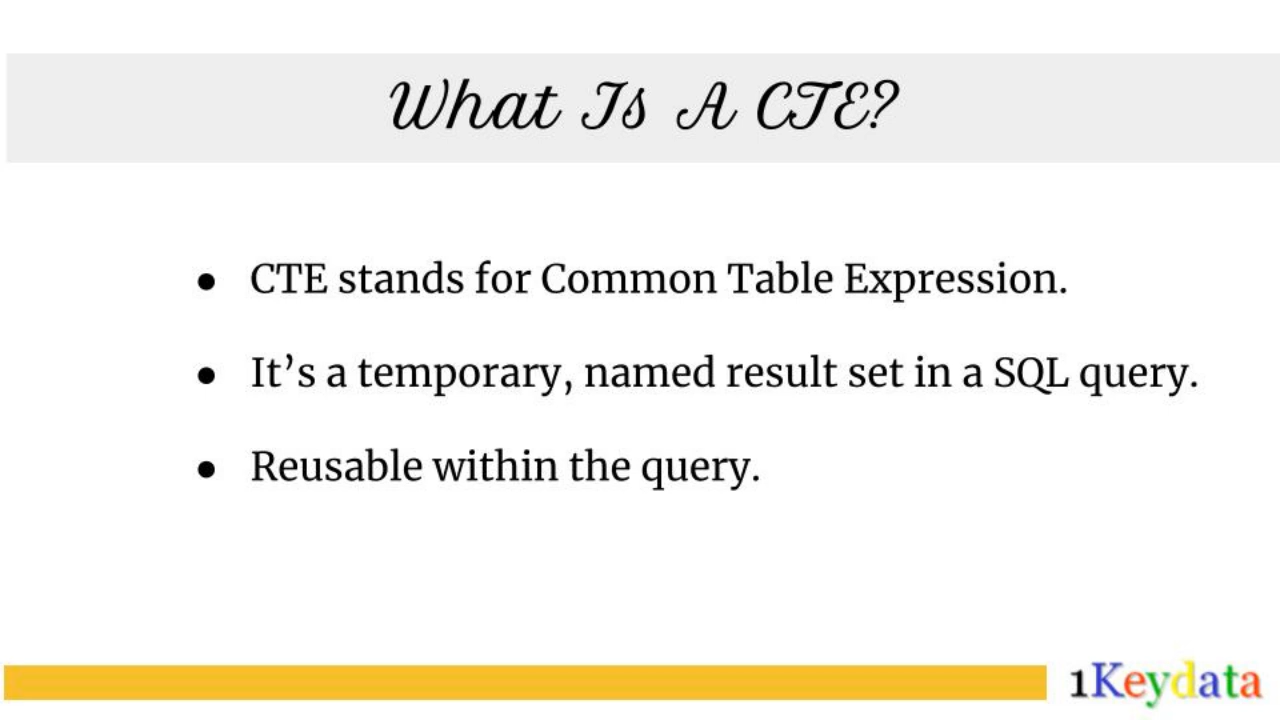 What Is A CTE?
● CTE stands for Common Table Expression.
● It’s a temporary, named result set in a SQL query.
● Reusable within the query.
1Keydata